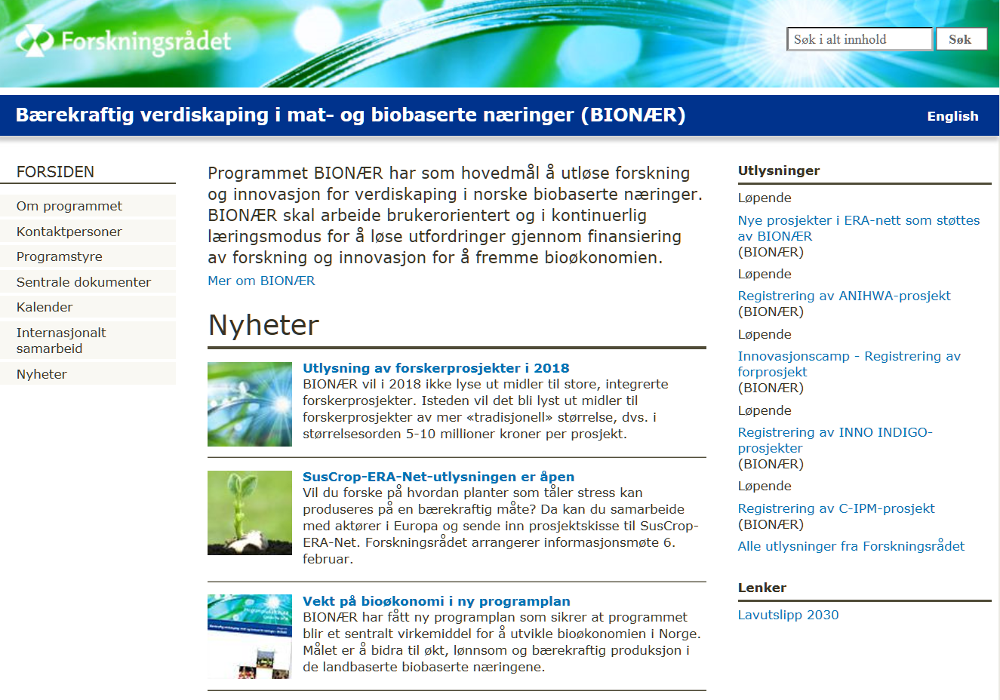 Forskningsrådet
Søk i alt innhold
Søk
Bærekraftig verdiskaping i mat- og biobaserte næringer (BIONÆR)
English
FORSIDEN
Om programmet
Kontaktpersoner
Programstyre
Sentrale dokumenter
Kalender
Internasjonalt
samarbeid
Nyheter
Programmet BIONÆR har som hovedmål å utløse forskning
og innovasjon for verdiskaping i norske biobaserte næringer.
BIONÆR skal arbeide brukerorientert og i kontinuerlig
læringsmodus for å løse utfordringer gjennom finansiering
av forskning og innovasjon for å fremme bioøkonomien.
Mer om BIONÆR
Nyheter
Utlysning av forskerprosjekter i 2018
BIONÆR vil i 2018 ikke lyse ut midler til store, integrerte
forskerprosjekter. Isteden vil det bli lyst ut midler til
forskerprosjekter av mer «tradisjonell» størrelse, dvs. i
størrelsesorden 5-10 millioner kroner per prosjekt.
SusCrop-ERA-Net-utlysningen er åpen
Vil du forske på hvordan planter som tåler stress kan
produseres på en bærekraftig måte? Da kan du samarbeide
med aktører i Europa og sende inn prosjektskisse til SusCrop-
ERA-Net. Forskningsrådet arrangerer informasjonsmøte 6.
februar.
Vekt på bioøkonomi i ny programplan
BIONÆR har fått ny programplan som sikrer at programmet
blir et sentralt virkemiddel for å utvikle bioøkonomien i Norge.
Målet er å bidra til økt, lønnsom og bærekraftig produksjon i
de landbaserte biobaserte næringene.
Utlysninger
Løpende
Nye prosjekter i ERA-nett som støttes
av BIONÆR
(BIONÆR)
Løpende
Registrering av ANIHWA-prosjekt
(BIONÆR)
Løpende
Innovasjonscamp - Registrering av
forprosjekt
(BIONÆR)
Løpende
Registrering av INNO INDIGO-
prosjekter
(BIONÆR)
Løpende
Registrering av C-IPM-prosjekt
(BIONÆR)
Alle utlysninger fra Forskningsrådet
Lenker
Lavutslipp 2030